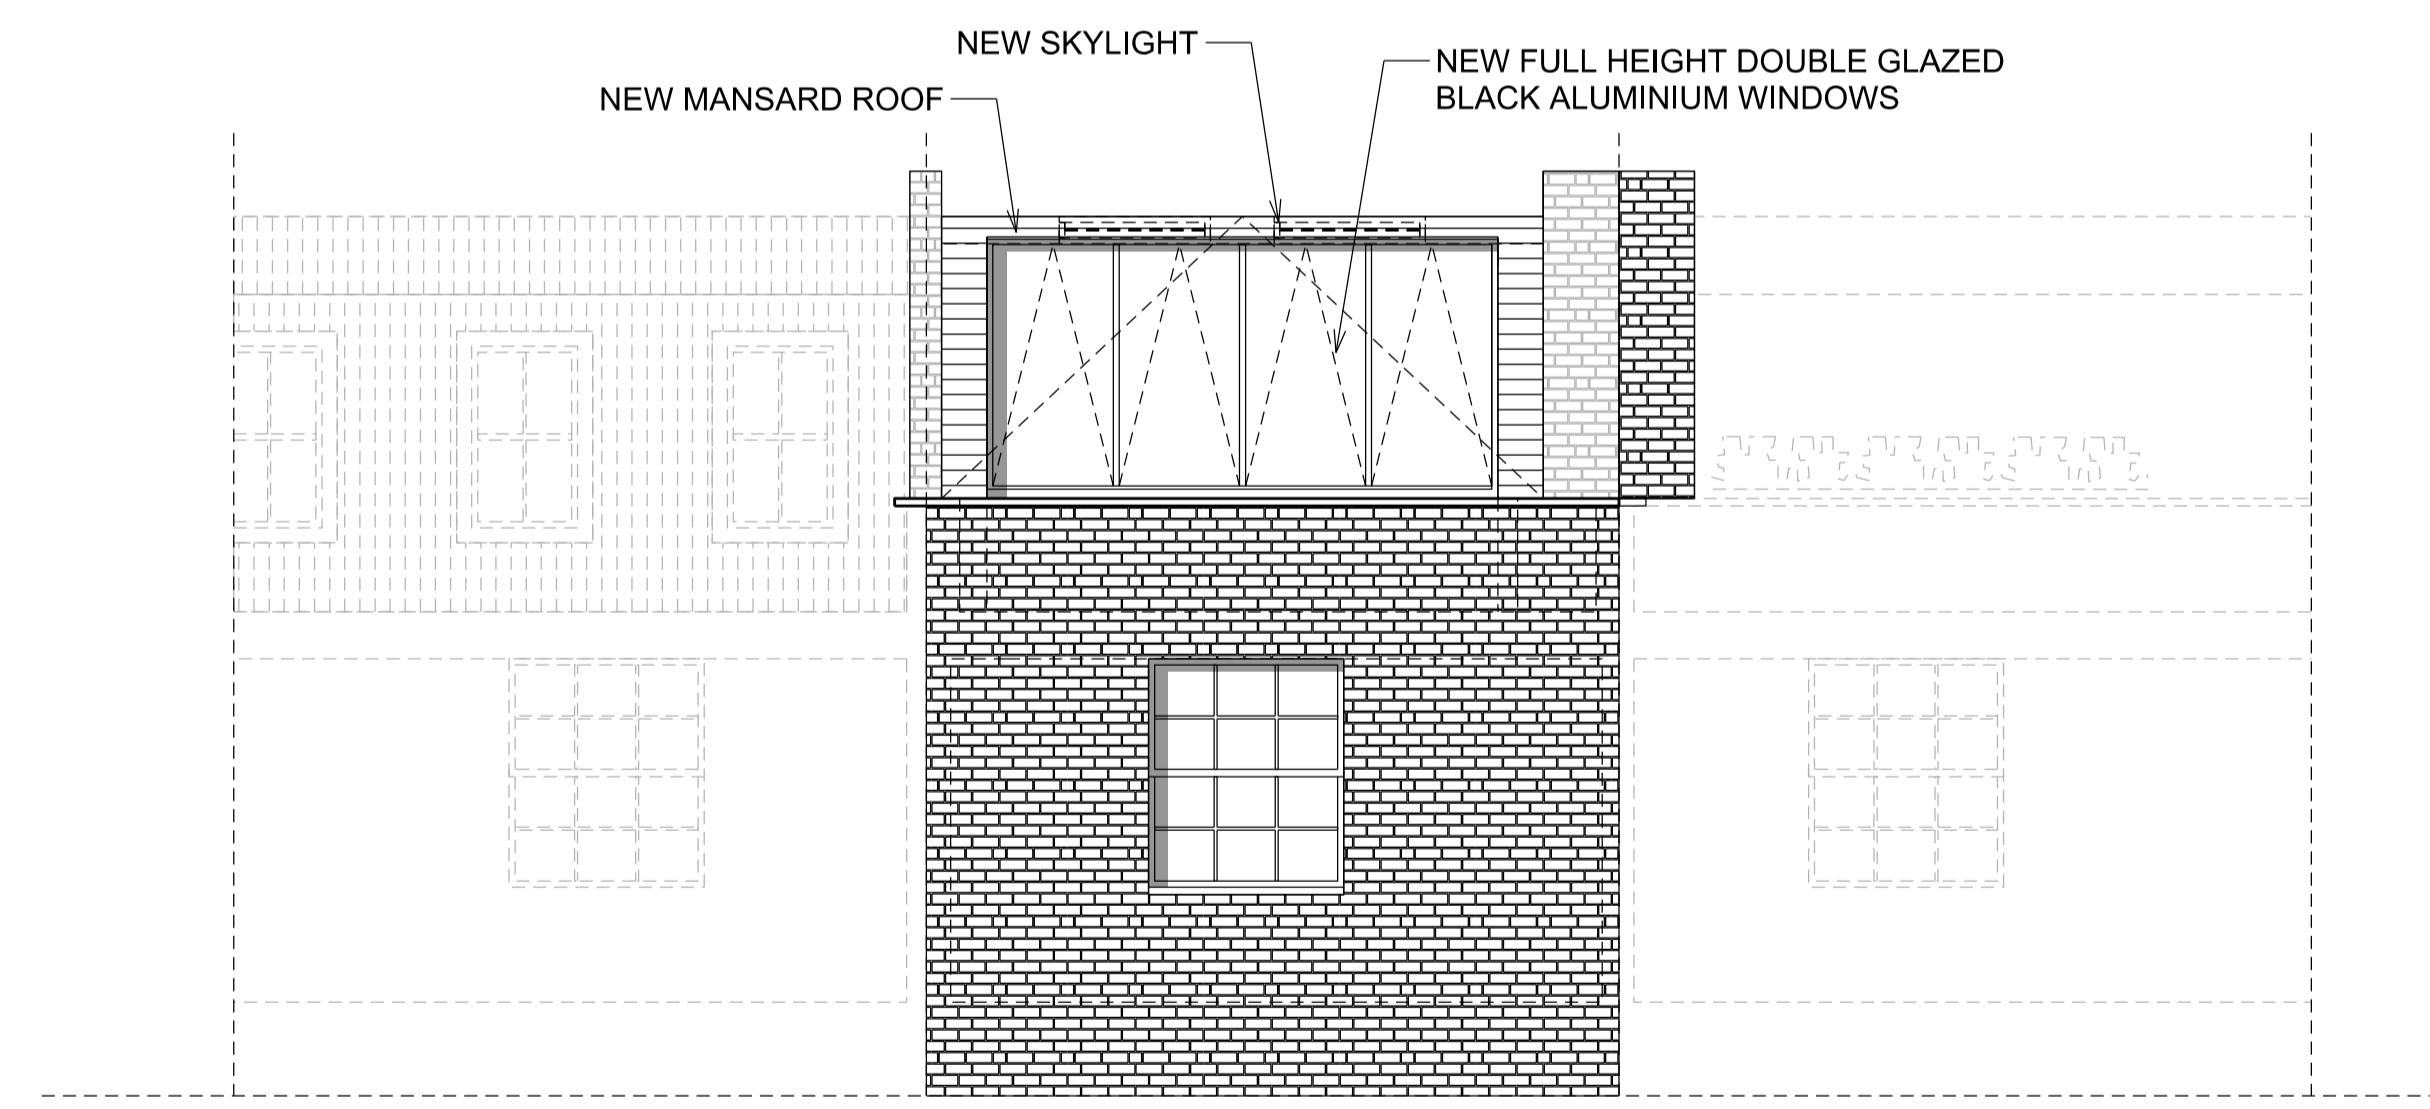 NEW SKYLIGHT
NEW FULL HEIGHT DOUBLE GLAZED
BLACK ALUMINIUM WINDOWS
NEW MANSARD ROOF